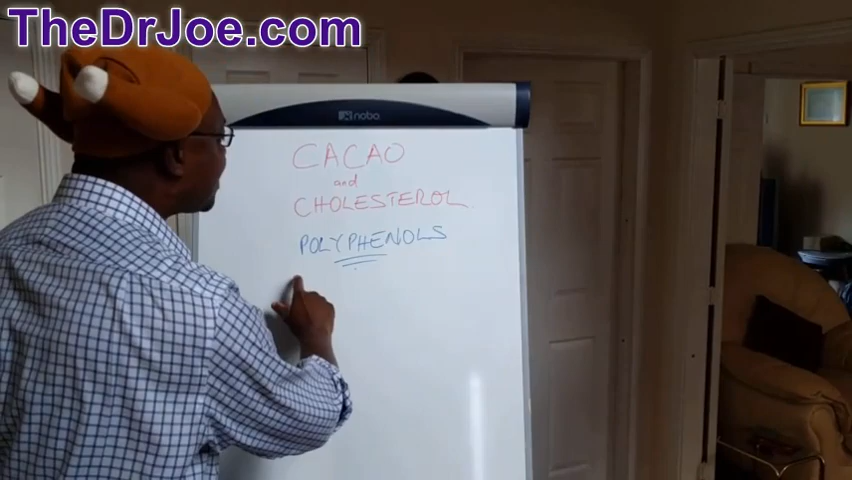 TheDrJoe.com
nobo
CACAO
and
CHOLESTEROL
POLYPHENOLS